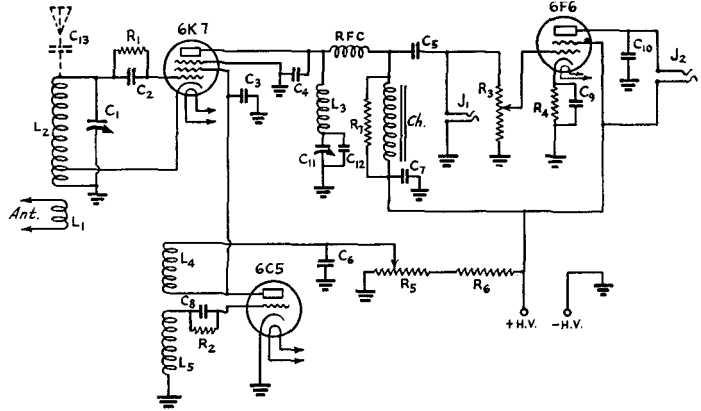 C13
R1
6K7
RFC
6F6
C5
C10
J2
C2
C3
C4
L3
J1
R3
C9
R4
L2
C1
R7
Ch.
C11
C12
C7
Ant.
L1
L4
6C5
C6
R5
R6
C8
R2
L5
+H.V.
-H.V.